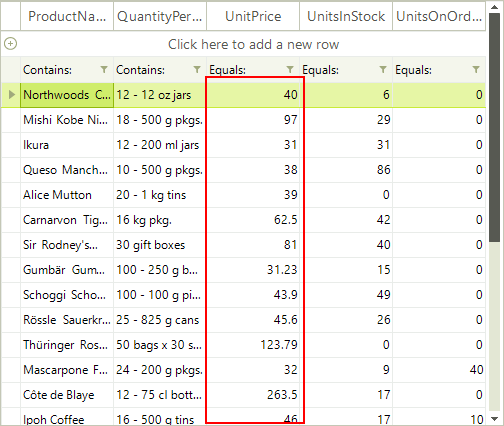 ProductNa... QuantityPer... UnitPrice UnitsInStock UnitsOnOrd...
Click here to add a new row
Contains: Contains: Equals: Equals: Equals:
Northwoods C... 12 - 12 oz jars 40 6 0
Mishi Kobe Ni... 18 - 500 g pkgs. 97 29 0
Ikura 12 - 200 ml jars 31 31 0
Queso Manch... 10 - 500 g pkgs. 38 86 0
Alice Mutton 20 - 1 kg tins 39 0 0
Carnarvon Tig... 16 kg pkg. 62.5 42 0
Sir Rodney's... 30 gift boxes 81 40 0
Gumbär Gum... 100 - 250 g b... 31.23 15 0
Schoggi Scho... 100 - 100 g pi... 43.9 49 0
Rössle Sauerkr... 25 - 825 g cans 45.6 26 0
Thüringer Ros... 50 bags x 30 s... 123.79 0 0
Mascarpone F... 24 - 200 g pkgs. 32 9 40
Côte de Blaye 12 - 75 cl bott... 263.5 17 0
Ipoh Coffee 16 - 500 g tins 46 17 10